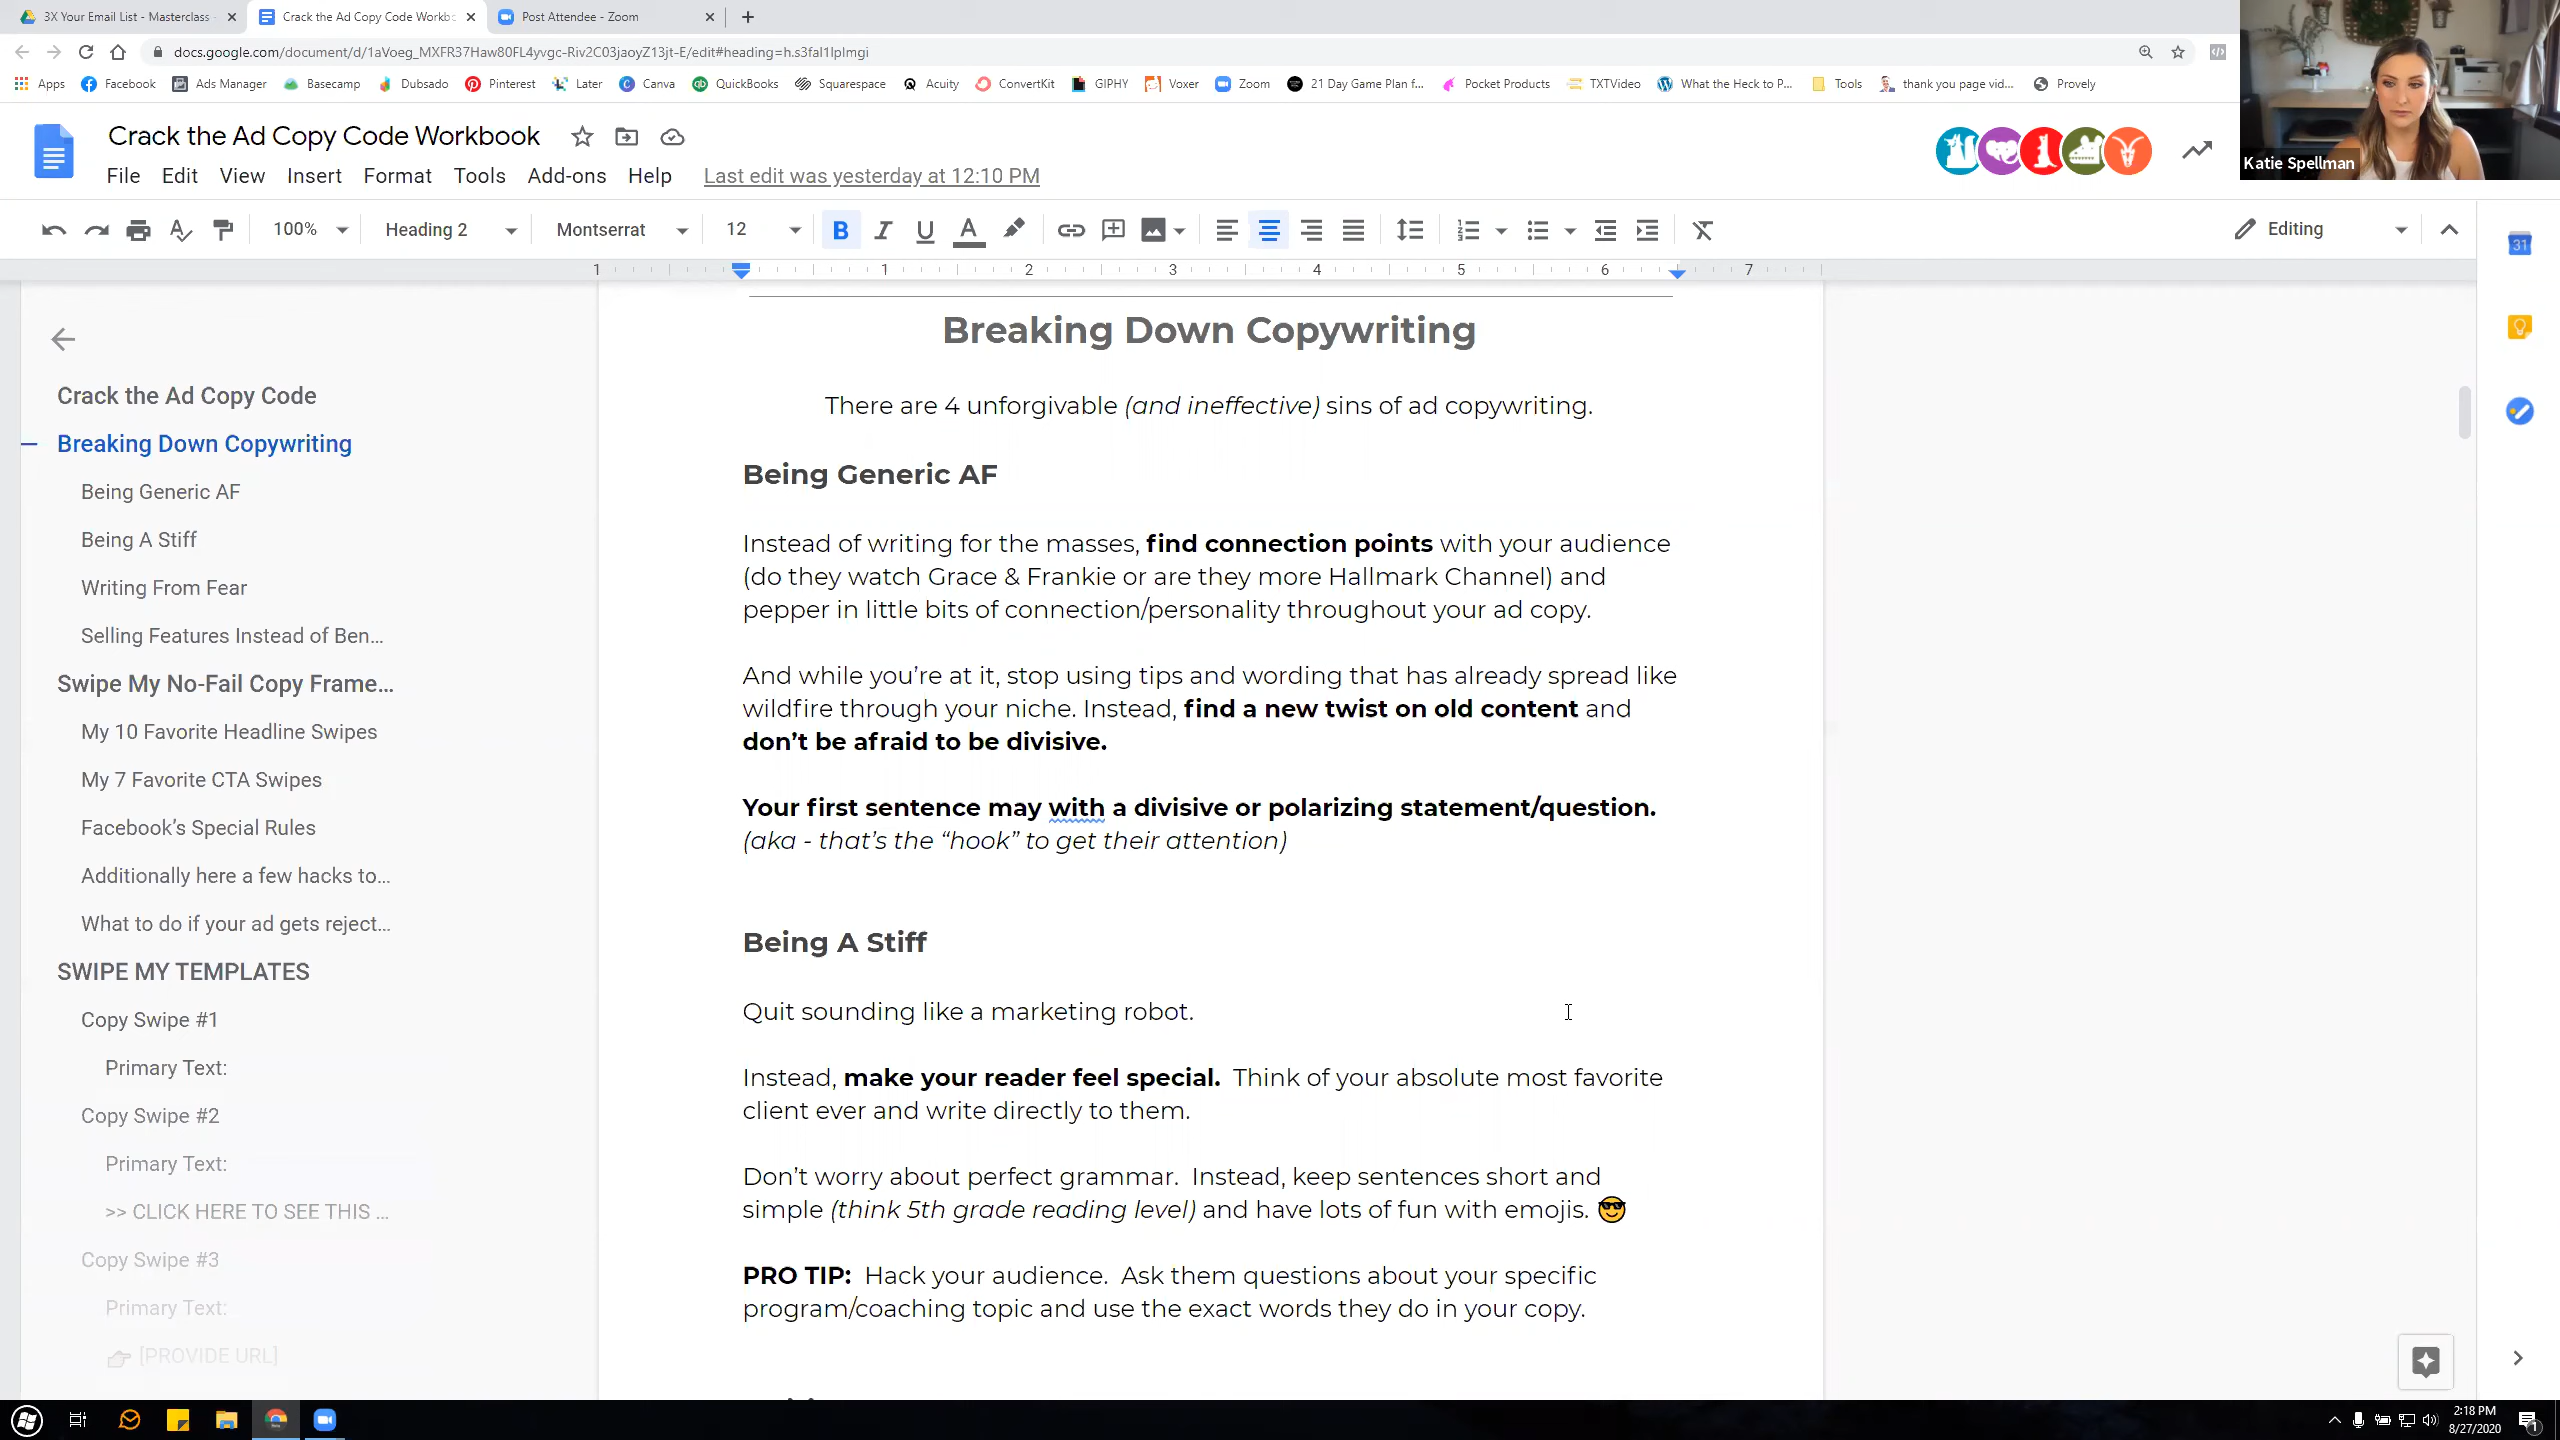 3X Your Email List - Masterclass
Crack the Ad Copy Code Workbo
Post Attendee - Zoom
docs.google.com/document/d/1aVoeg_MXFR37Haw80FL4yvgc-Riv2C03jaoyZ13jt-E/edit#heading=h.s3fal1lplmgi
Apps Facebook Ads Manager Basecamp Dubsado Pinterest Later Canva QuickBooks Squarespace Acuity ConvertKit GIPHY Voxer Zoom 21 Day Game Plan f... Pocket Products TXTVideo What the Heck to P... Tools thank you page vid... Provely
Katie Spellman
Crack the Ad Copy Code Workbook
File Edit View Insert Format Tools Add-ons Help Last edit was yesterday at 12:10 PM
100% Heading 2 Montserrat 12 B I U A Editing
31
1 1 2 3 4 5 6 7
Crack the Ad Copy Code
Breaking Down Copywriting
Being Generic AF
Being A Stiff
Writing From Fear
Selling Features Instead of Ben...
Swipe My No-Fail Copy Frame...
My 10 Favorite Headline Swipes
My 7 Favorite CTA Swipes
Facebook’s Special Rules
Additionally here a few hacks to...
What to do if your ad gets reject...
SWIPE MY TEMPLATES
Copy Swipe #1
Primary Text:
Copy Swipe #2
Primary Text:
>> CLICK HERE TO SEE THIS ...
Copy Swipe #3
Primary Text:
[PROVIDE URL]
Breaking Down Copywriting
There are 4 unforgivable (and ineffective) sins of ad copywriting.
Being Generic AF
Instead of writing for the masses, find connection points with your audience
(do they watch Grace & Frankie or are they more Hallmark Channel) and
pepper in little bits of connection/personality throughout your ad copy.
And while you’re at it, stop using tips and wording that has already spread like
wildfire through your niche. Instead, find a new twist on old content and
don’t be afraid to be divisive.
Your first sentence may with a divisive or polarizing statement/question.
(aka - that’s the “hook” to get their attention)
Being A Stiff
Quit sounding like a marketing robot.
Instead, make your reader feel special. Think of your absolute most favorite
client ever and write directly to them.
Don’t worry about perfect grammar. Instead, keep sentences short and
simple (think 5th grade reading level) and have lots of fun with emojis. 😎
PRO TIP: Hack your audience. Ask them questions about your specific
program/coaching topic and use the exact words they do in your copy.
2:18 PM
8/27/2020
1